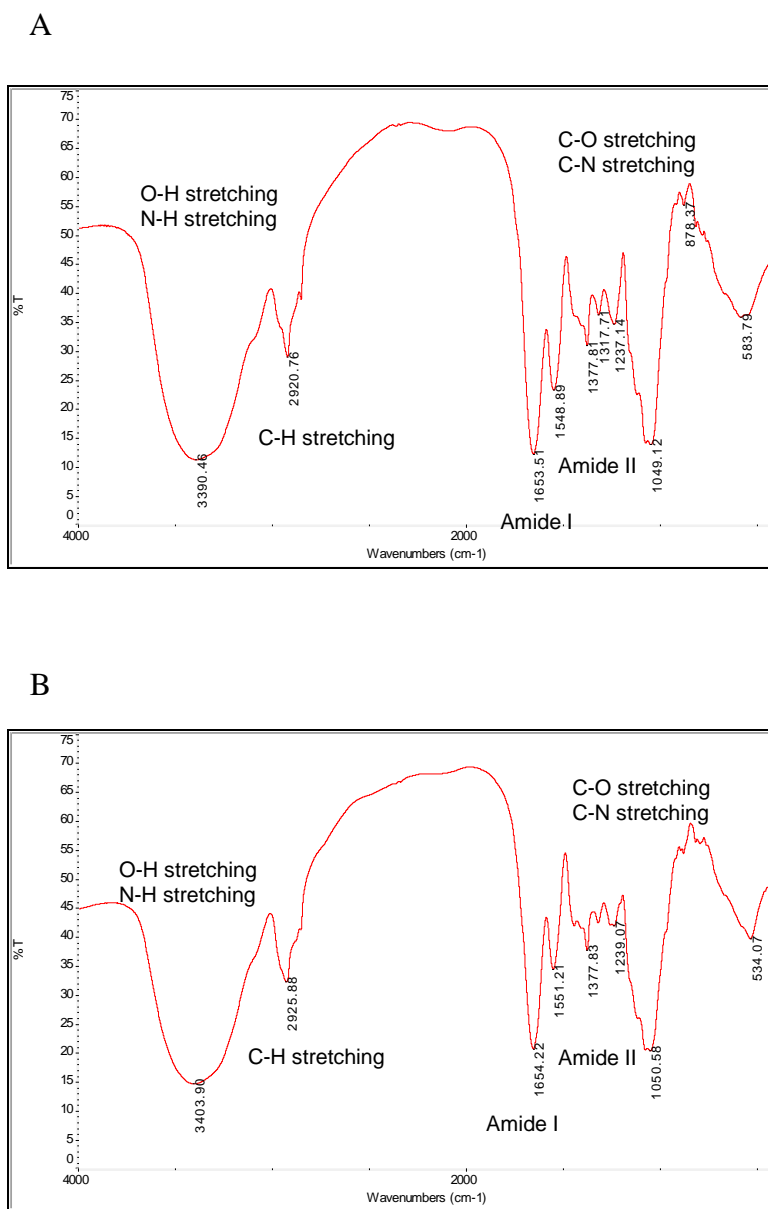 A
75
70
65
60
55
50
45
40
35
30
25
20
15
10
5
0
%T
O-H stretching
N-H stretching
C-O stretching
C-N stretching
C-H stretching
Amide I
Amide II
3390.46
2920.76
1653.51
1548.89
1377.81
1317.71
1237.14
1049.12
878.37
583.79
4000
2000
Wavenumbers (cm-1)
B
75
70
65
60
55
50
45
40
35
30
25
20
15
10
5
0
%T
O-H stretching
N-H stretching
C-O stretching
C-N stretching
C-H stretching
Amide I
Amide II
3403.90
2925.88
1654.22
1551.21
1377.83
1239.07
1050.58
534.07
4000
2000
Wavenumbers (cm-1)